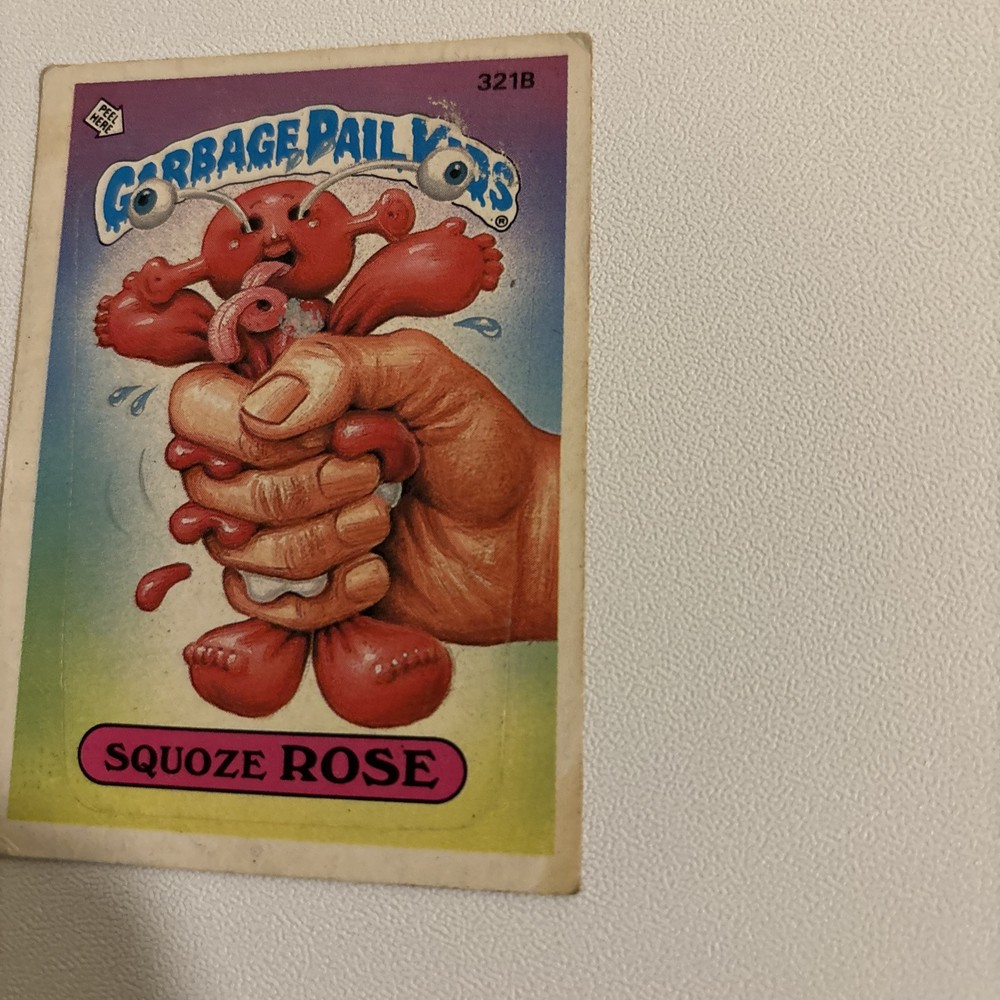 321B
PEEL
HERE
GARBAGE PAIL KIDS
®
SQUOZE ROSE